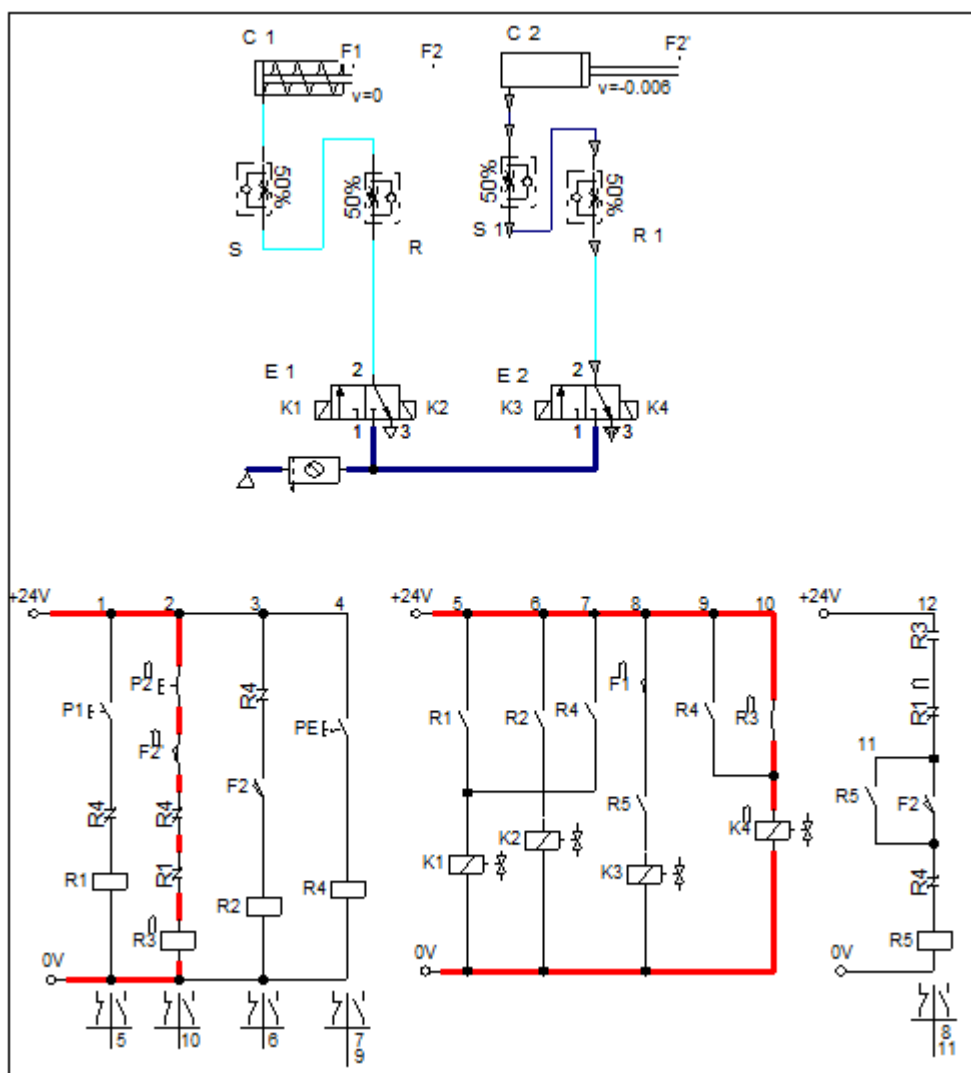 C 1 F1 F2 C 2 F2'
v=0 v=-0.006
50% 50% 50% 50%
S R S 1 R 1
E 1 2 E 2 2
K1 K2 K3 K4
1 3 1 3
+24V 1 2 3 4 +24V 5 6 7 8 9 10 +24V 12
P2 R4 F1 R3
P1 PE R1 R2 R4 R4 R3 R1
F2' F2 11
R4 R4 R5 R5 F2
R1 K2 K4
R1 R4 K1 K3 R4
R3 R2 R5
0V 0V 0V
5 10 6 7 8
9 11